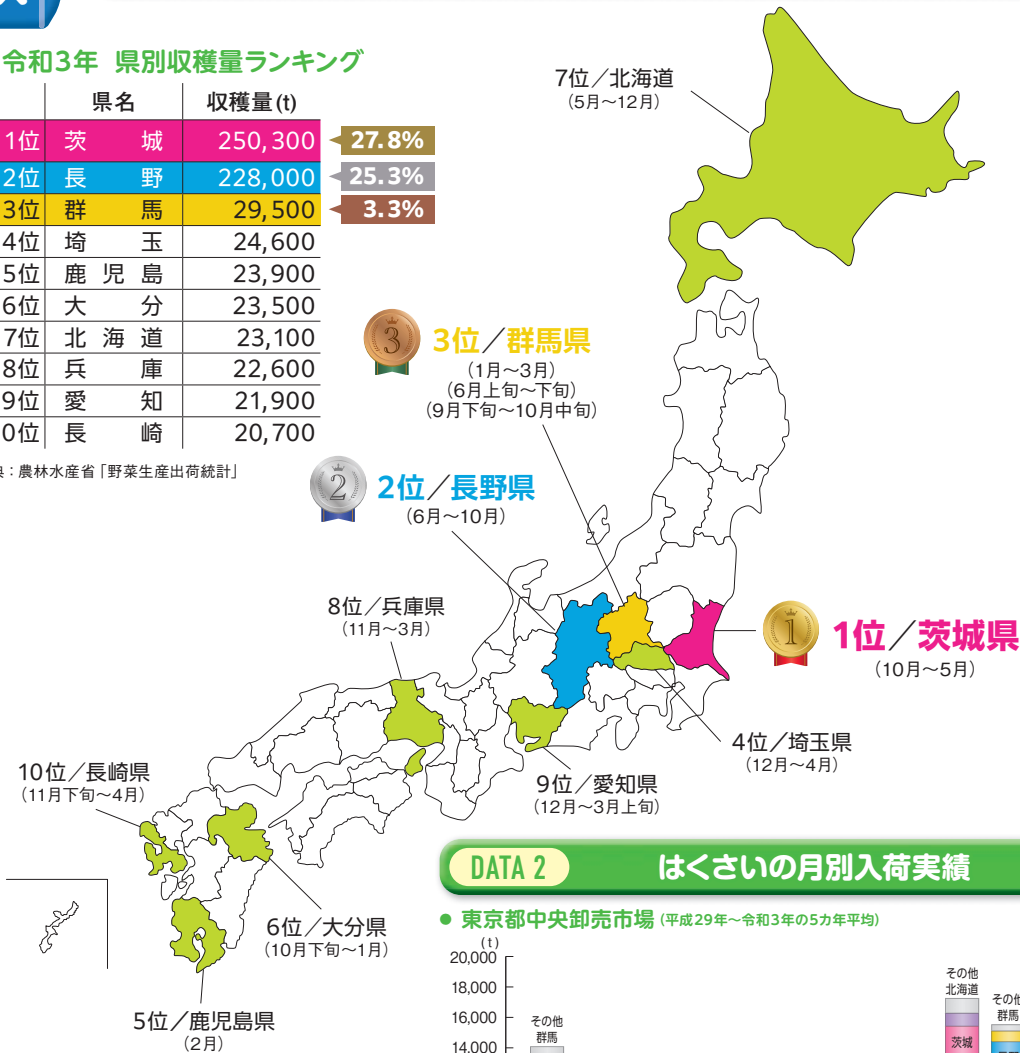 令和3年 県別収穫量ランキング
県名 収穫量(t)
1位 茨城 250,300 27.8%
2位 長野 228,000 25.3%
3位 群馬 29,500 3.3%
4位 埼玉 24,600
5位 鹿児島 23,900
6位 大分 23,500
7位 北海道 23,100
8位 兵庫 22,600
9位 愛知 21,900
0位 長崎 20,700
：農林水産省「野菜生産出荷統計」
7位／北海道
（5月～12月）
3
3位／群馬県
（1月～3月）
（6月上旬～下旬）
（9月下旬～10月中旬）
2
2位／長野県
（6月～10月）
8位／兵庫県
（11月～3月）
1
1位／茨城県
（10月～5月）
4位／埼玉県
（12月～4月）
9位／愛知県
（12月～3月上旬）
10位／長崎県
（11月下旬～4月）
6位／大分県
（10月下旬～1月）
5位／鹿児島県
（2月）
DATA 2 はくさいの月別入荷実績
● 東京都中央卸売市場（平成29年～令和3年の5カ年平均）
(t)
20,000
18,000
16,000
14,000
その他
群馬
その他
北海道
茨城
その他
群馬